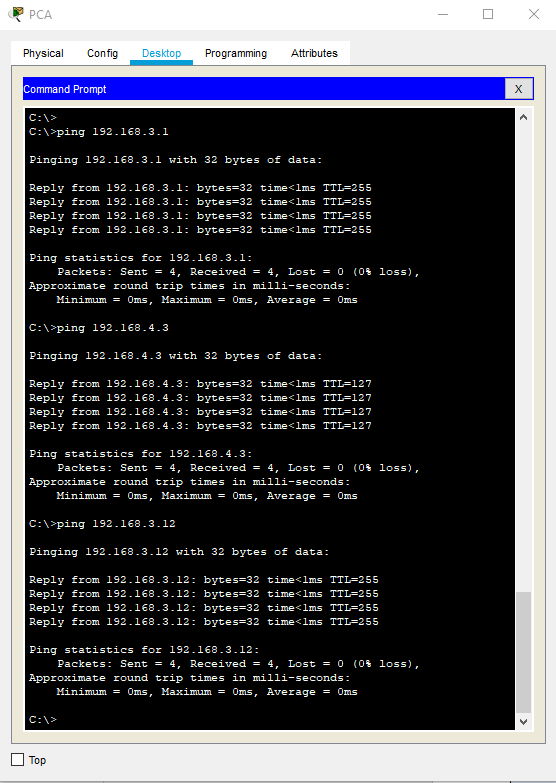 PCA
Physical Config Desktop Programming Attributes
Command Prompt X
C:\>
C:\>ping 192.168.3.1
Pinging 192.168.3.1 with 32 bytes of data:
Reply from 192.168.3.1: bytes=32 time<1ms TTL=255
Reply from 192.168.3.1: bytes=32 time<1ms TTL=255
Reply from 192.168.3.1: bytes=32 time<1ms TTL=255
Reply from 192.168.3.1: bytes=32 time<1ms TTL=255
Ping statistics for 192.168.3.1:
    Packets: Sent = 4, Received = 4, Lost = 0 (0% loss),
Approximate round trip times in milli-seconds:
    Minimum = 0ms, Maximum = 0ms, Average = 0ms
C:\>ping 192.168.4.3
Pinging 192.168.4.3 with 32 bytes of data:
Reply from 192.168.4.3: bytes=32 time<1ms TTL=127
Reply from 192.168.4.3: bytes=32 time<1ms TTL=127
Reply from 192.168.4.3: bytes=32 time<1ms TTL=127
Reply from 192.168.4.3: bytes=32 time<1ms TTL=127
Ping statistics for 192.168.4.3:
    Packets: Sent = 4, Received = 4, Lost = 0 (0% loss),
Approximate round trip times in milli-seconds:
    Minimum = 0ms, Maximum = 0ms, Average = 0ms
C:\>ping 192.168.3.12
Pinging 192.168.3.12 with 32 bytes of data:
Reply from 192.168.3.12: bytes=32 time<1ms TTL=255
Reply from 192.168.3.12: bytes=32 time<1ms TTL=255
Reply from 192.168.3.12: bytes=32 time<1ms TTL=255
Reply from 192.168.3.12: bytes=32 time<1ms TTL=255
Ping statistics for 192.168.3.12:
    Packets: Sent = 4, Received = 4, Lost = 0 (0% loss),
Approximate round trip times in milli-seconds:
    Minimum = 0ms, Maximum = 0ms, Average = 0ms
C:\>
Top